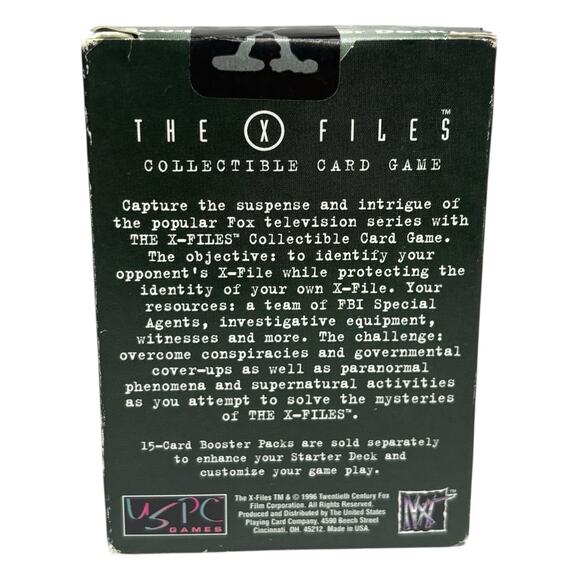 THE X FILES™
COLLECTIBLE CARD GAME
Capture the suspense and intrigue of
the popular Fox television series with
THE X-FILES™ Collectible Card Game.
The objective: to identify your
opponent's X-File while protecting the
identity of your own X-File. Your
resources: a team of FBI Special
Agents, investigative equipment,
witnesses and more. The challenge:
overcome conspiracies and governmental
cover-ups as well as paranormal
phenomena and supernatural activities
as you attempt to solve the mysteries
of THE X-FILES™.
15-Card Booster Packs are sold separately
to enhance your Starter Deck and
customize your game play.
USPC
GAMES
The X-Files TM & © 1996 Twentieth Century Fox
Film Corporation. All Rights Reserved.
Produced and Distributed by The United States
Playing Card Company, 4590 Beech Street
Cincinnati, OH. 45212. Made in USA.
NXT™